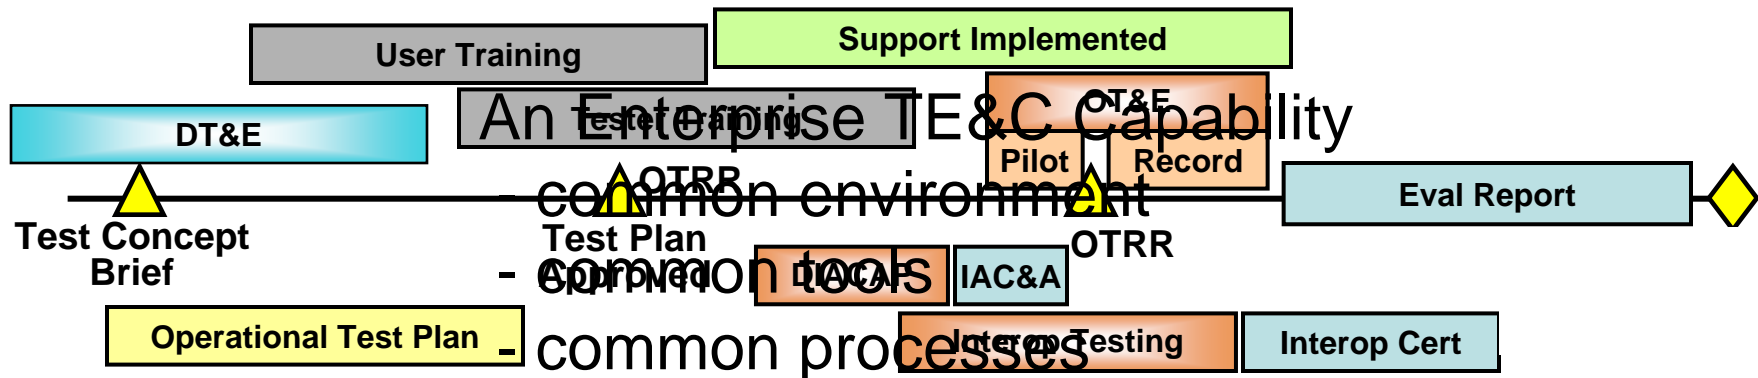 Support Implemented
User Training
An Enterprise TE&C Capability
OT&E
Tester Training
DT&E
Pilot
Record
OTRR
- common environment
Eval Report
Test Concept
Brief
Test Plan
Approved
OTRR
- common tools
DIACAP
IAC&A
Operational Test Plan
- common processes
Interop Testing
Interop Cert